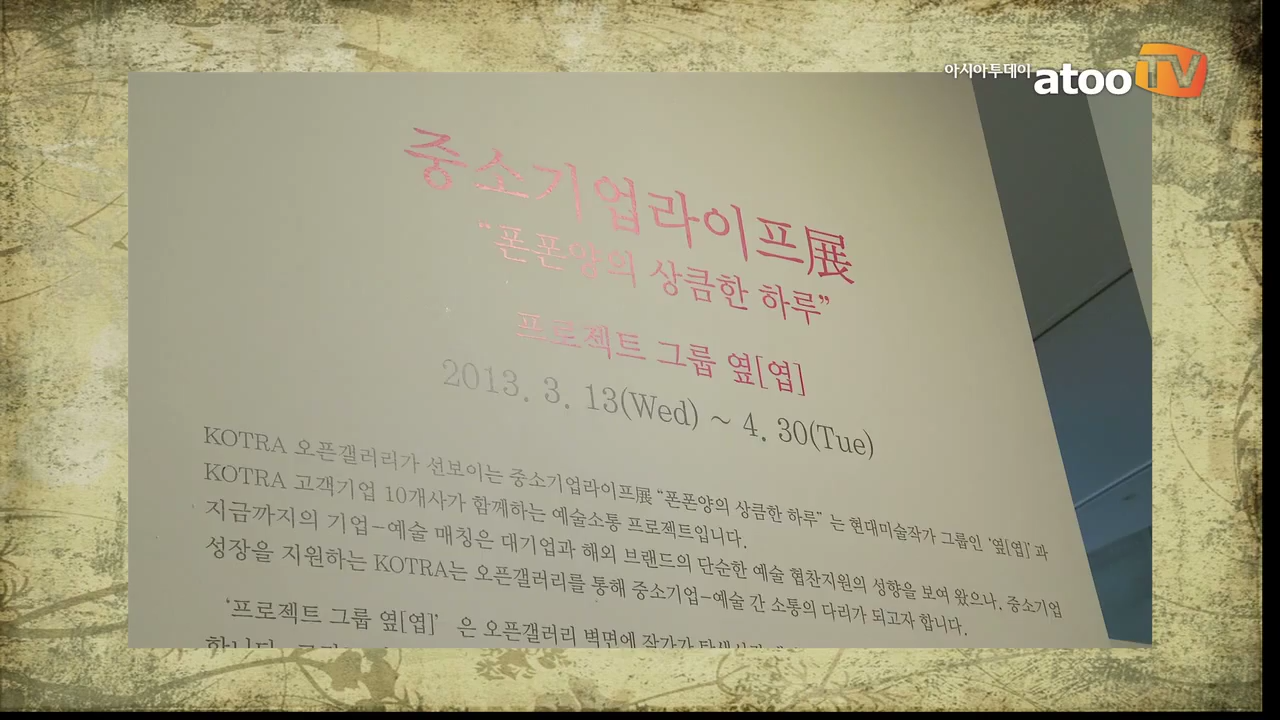 아시아투데이 atooTV
중소기업라이프展
“폰폰양의 상큼한 하루”
프로젝트 그룹 옆[엽]
2013. 3. 13(Wed) ~ 4. 30(Tue)
KOTRA 오픈갤러리가 선보이는 중소기업라이프展 “폰폰양의 상큼한 하루” 는 현대미술작가 그룹인 ‘옆[엽]’ 과
KOTRA 고객기업 10개사가 함께하는 예술소통 프로젝트입니다.
지금까지의 기업-예술 매칭은 대기업과 해외 브랜드의 단순한 예술 협찬지원의 성향을 보여 왔으나, 중소기업
성장을 지원하는 KOTRA는 오픈갤러리를 통해 중소기업-예술 간 소통의 다리가 되고자 합니다.
‘프로젝트 그룹 옆[엽]’ 은 오픈갤러리 벽면에 작가가